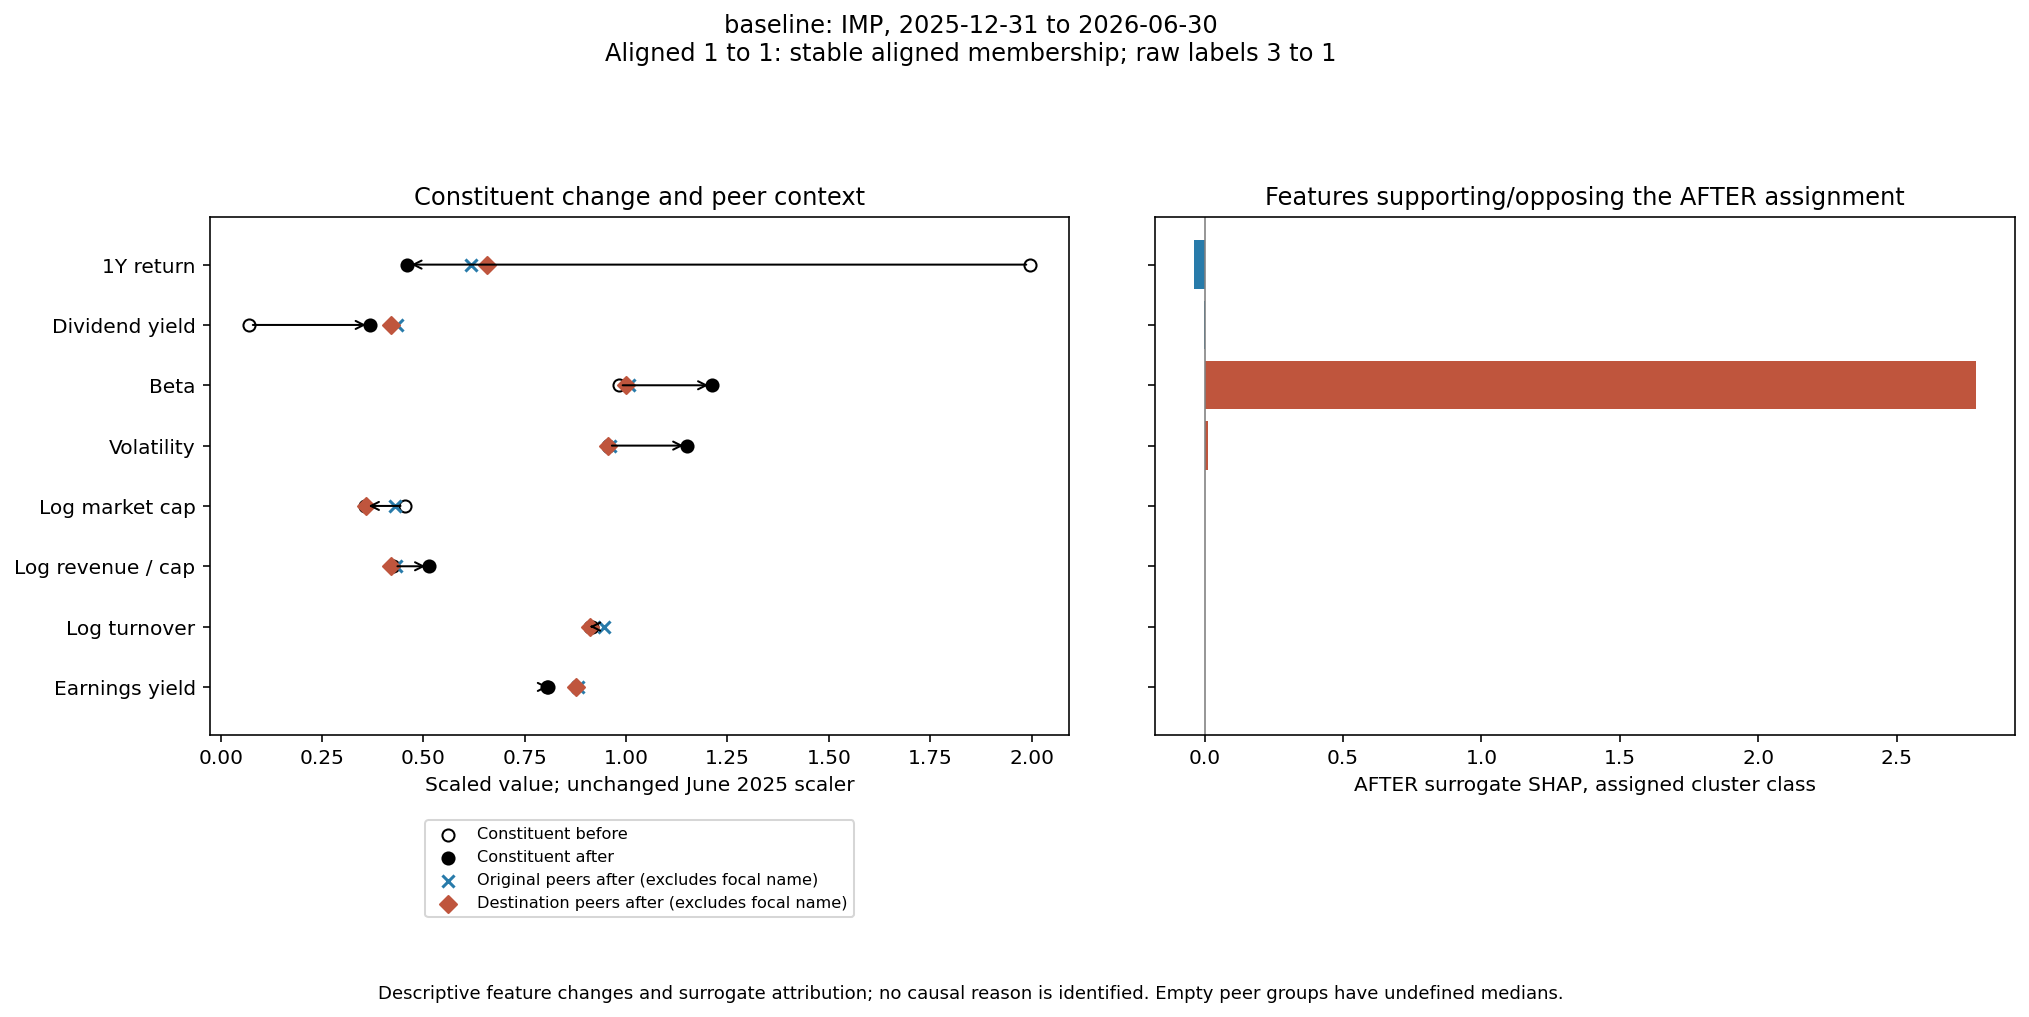 baseline: IMP, 2025-12-31 to 2026-06-30
Aligned 1 to 1: stable aligned membership; raw labels 3 to 1
Constituent change and peer context
1Y return
Dividend yield
Beta
Volatility
Log market cap
Log revenue / cap
Log turnover
Earnings yield
0.00 0.25 0.50 0.75 1.00 1.25 1.50 1.75 2.00
Scaled value; unchanged June 2025 scaler
Constituent before
Constituent after
Original peers after (excludes focal name)
Destination peers after (excludes focal name)
Features supporting/opposing the AFTER assignment
0.0 0.5 1.0 1.5 2.0 2.5
AFTER surrogate SHAP, assigned cluster class
Descriptive feature changes and surrogate attribution; no causal reason is identified. Empty peer groups have undefined medians.